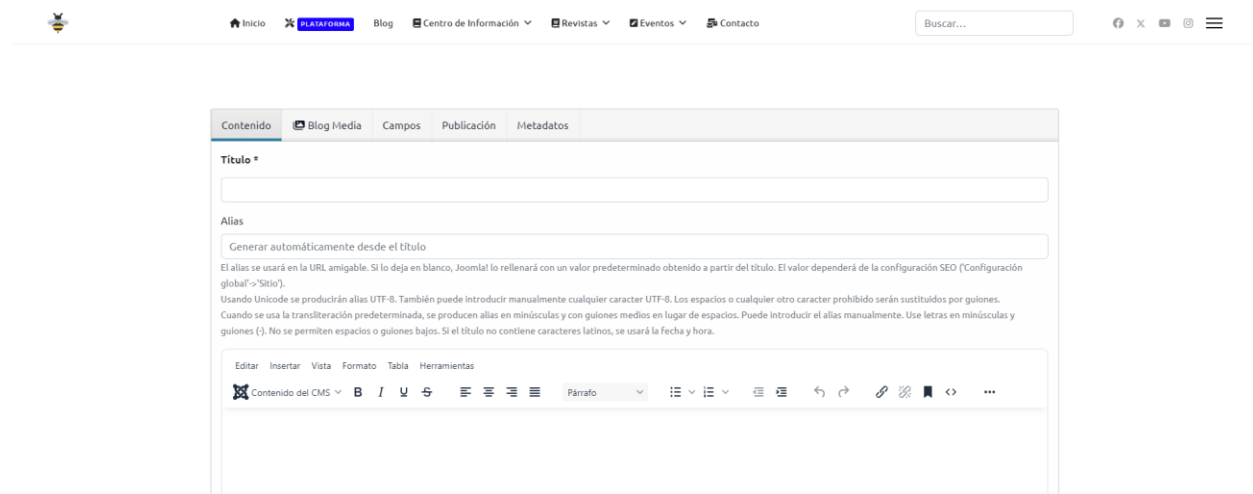 Inicio PLATAFORMA Blog Centro de Información Revistas Eventos Contacto Buscar...
Contenido Blog Media Campos Publicación Metadatos
Título *
Alias
Generar automáticamente desde el título
El alias se usará en la URL amigable. Si lo deja en blanco, Joomla! lo rellenará con un valor predeterminado obtenido a partir del título. El valor dependerá de la configuración SEO ('Configuración
global'->'Sitio').
Usando Unicode se producirán alias UTF-8. También puede introducir manualmente cualquier caracter UTF-8. Los espacios o cualquier otro caracter prohibido serán sustituidos por guiones.
Cuando se usa la transliteración predeterminada, se producen alias en minúsculas y con guiones medios en lugar de espacios. Puede introducir el alias manualmente. Use letras en minúsculas y
guiones (-). No se permiten espacios o guiones bajos. Si el título no contiene caracteres latinos, se usará la fecha y hora.
Editar Insertar Vista Formato Tabla Herramientas
Contenido del CMS B I U S Párrafo